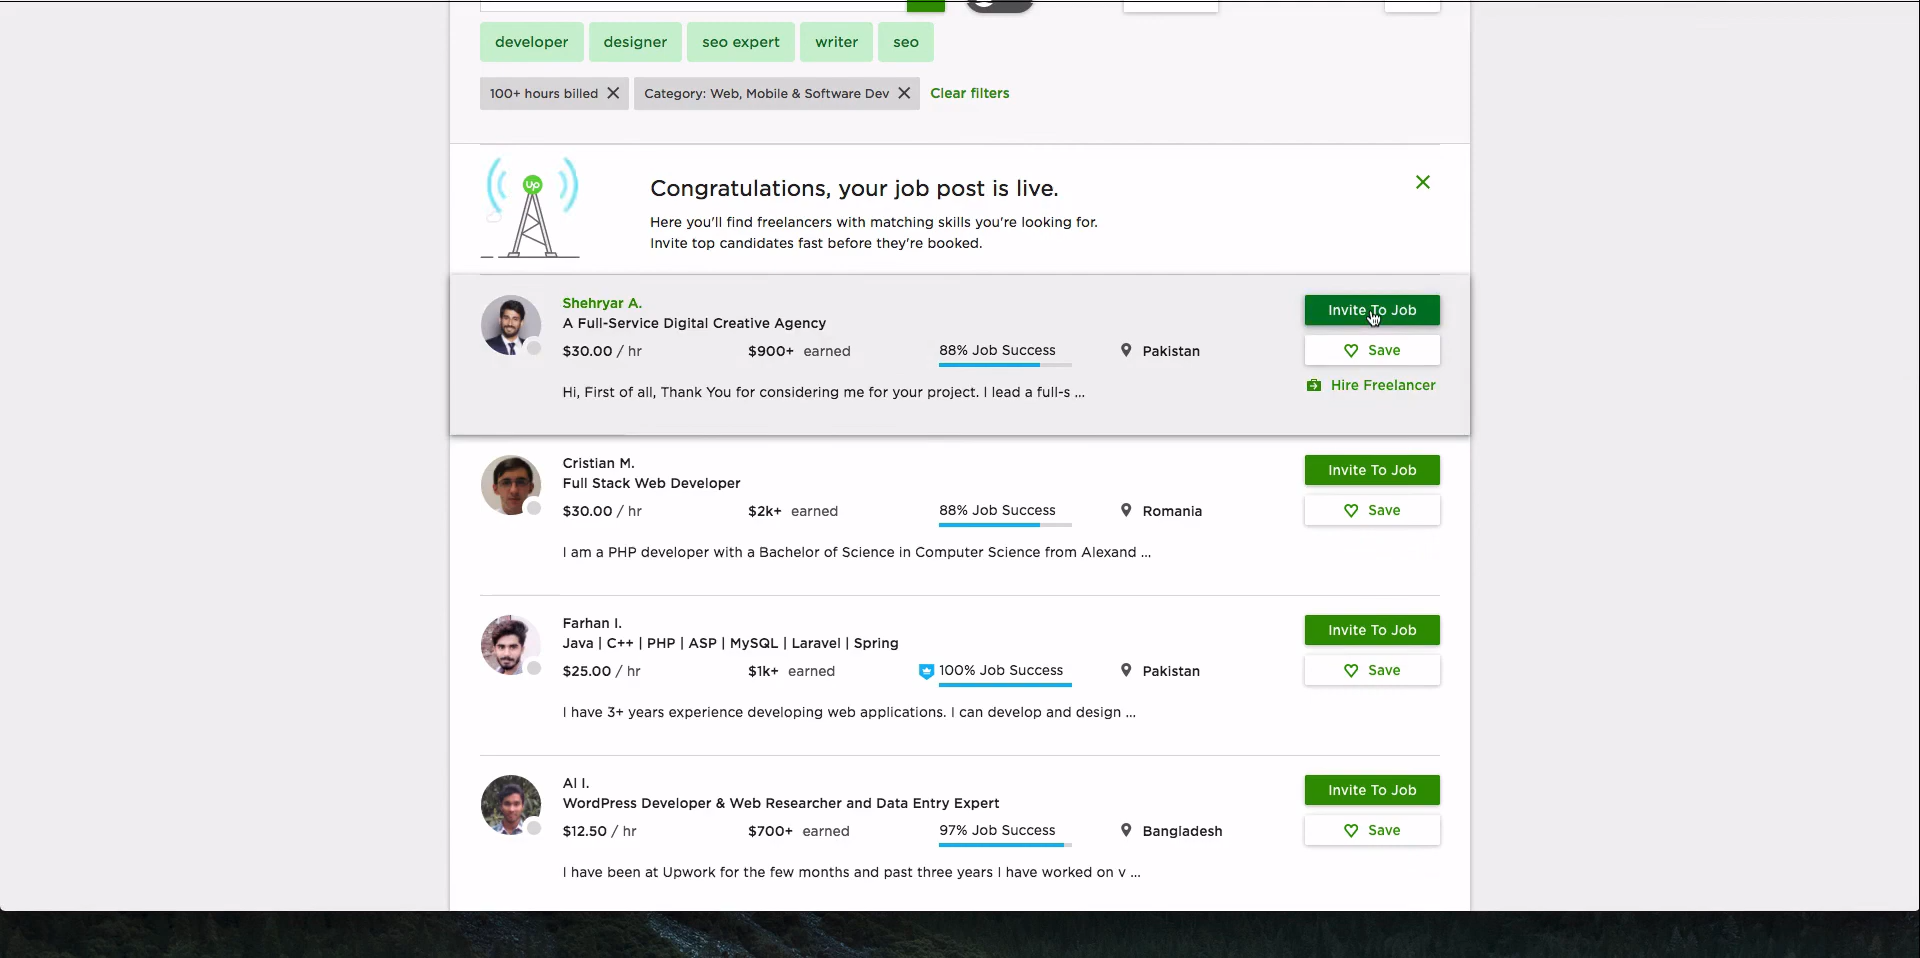 developer
designer
seo expert
writer
seo
100+ hours billed
Category: Web, Mobile & Software Dev
Clear filters
up
Congratulations, your job post is live.
Here you'll find freelancers with matching skills you're looking for.
Invite top candidates fast before they're booked.
Shehryar A.
A Full-Service Digital Creative Agency
$30.00 / hr
$900+ earned
88% Job Success
Pakistan
Hi, First of all, Thank You for considering me for your project. I lead a full-s ...
Invite To Job
Save
Hire Freelancer
Cristian M.
Full Stack Web Developer
$30.00 / hr
$2k+ earned
88% Job Success
Romania
I am a PHP developer with a Bachelor of Science in Computer Science from Alexand ...
Invite To Job
Save
Farhan I.
Java | C++ | PHP | ASP | MySQL | Laravel | Spring
$25.00 / hr
$1k+ earned
100% Job Success
Pakistan
I have 3+ years experience developing web applications. I can develop and design ...
Invite To Job
Save
Al I.
WordPress Developer & Web Researcher and Data Entry Expert
$12.50 / hr
$700+ earned
97% Job Success
Bangladesh
I have been at Upwork for the few months and past three years I have worked on v ...
Invite To Job
Save